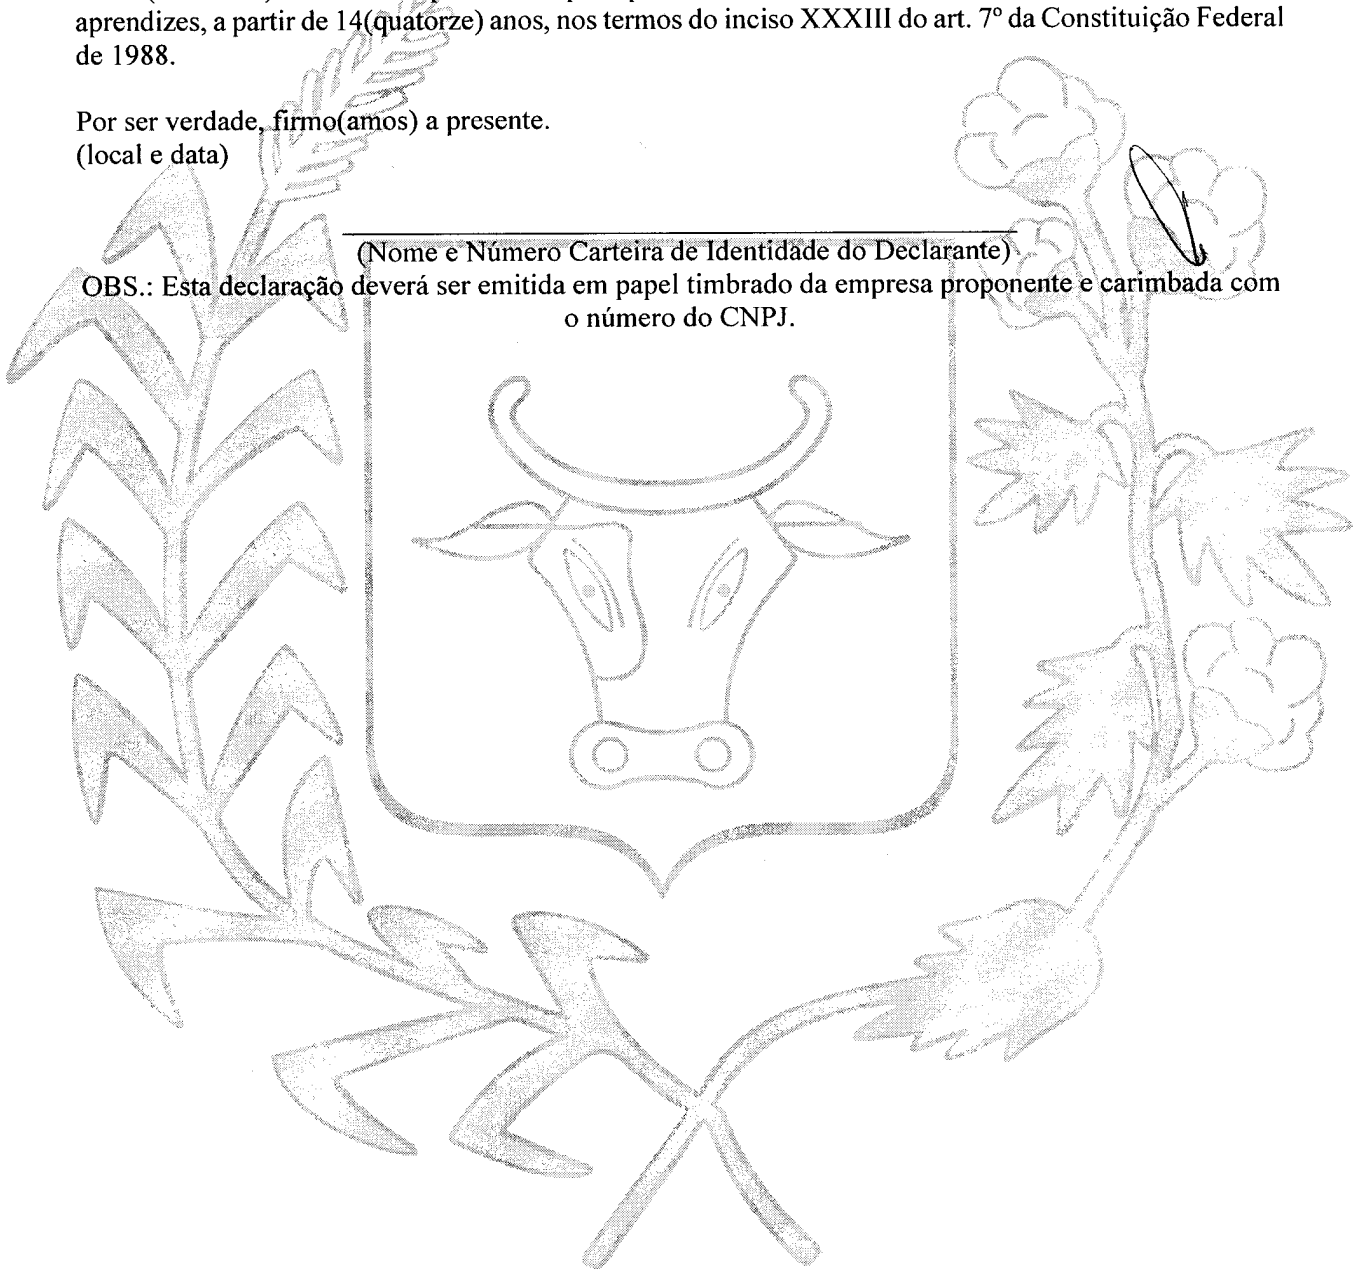 aprendizes, a partir de 14(quatorze) anos, nos termos do inciso XXXIII do art. 7º da Constituição Federal
de 1988.
Por ser verdade, firmo(amos) a presente.
(local e data)
(Nome e Número Carteira de Identidade do Declarante)
OBS.: Esta declaração deverá ser emitida em papel timbrado da empresa proponente e carimbada com
o número do CNPJ.